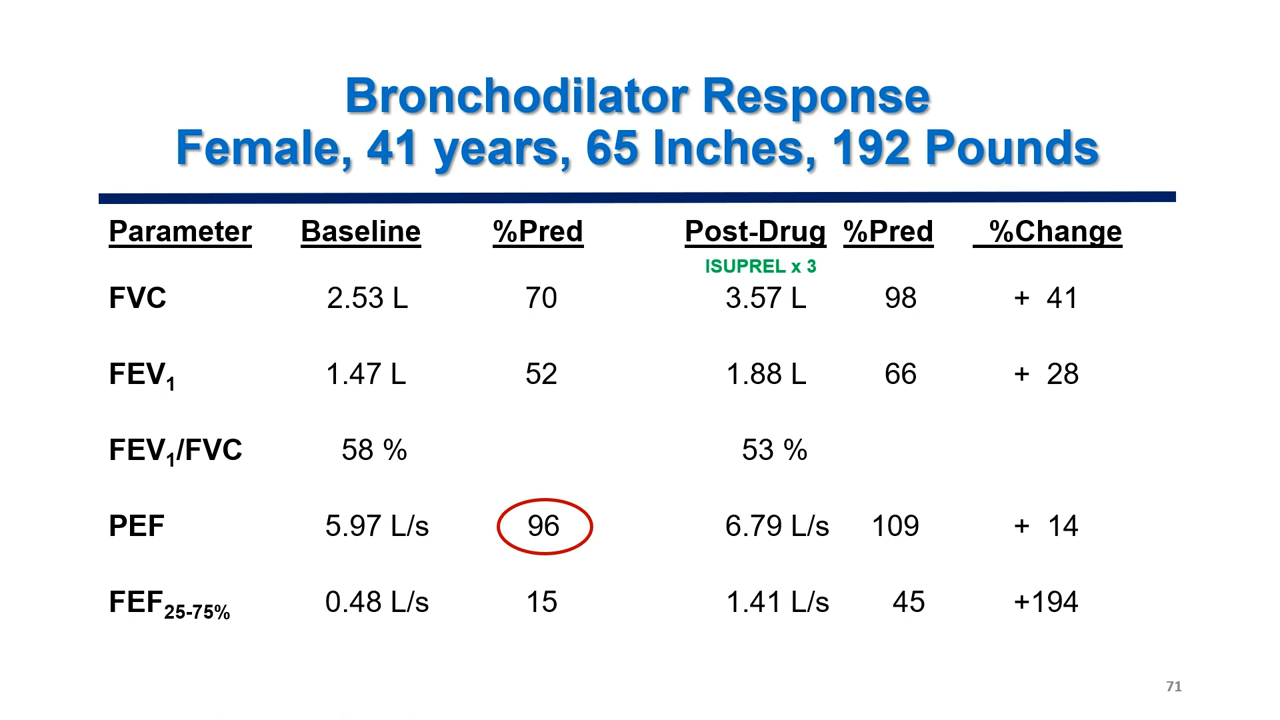 Bronchodilator Response
Female, 41 years, 65 Inches, 192 Pounds
Parameter Baseline %Pred Post-Drug %Pred %Change
ISUPREL x 3
FVC 2.53 L 70 3.57 L 98 + 41
FEV1 1.47 L 52 1.88 L 66 + 28
FEV1/FVC 58 % 53 %
PEF 5.97 L/s 96 6.79 L/s 109 + 14
FEF25-75% 0.48 L/s 15 1.41 L/s 45 +194
71